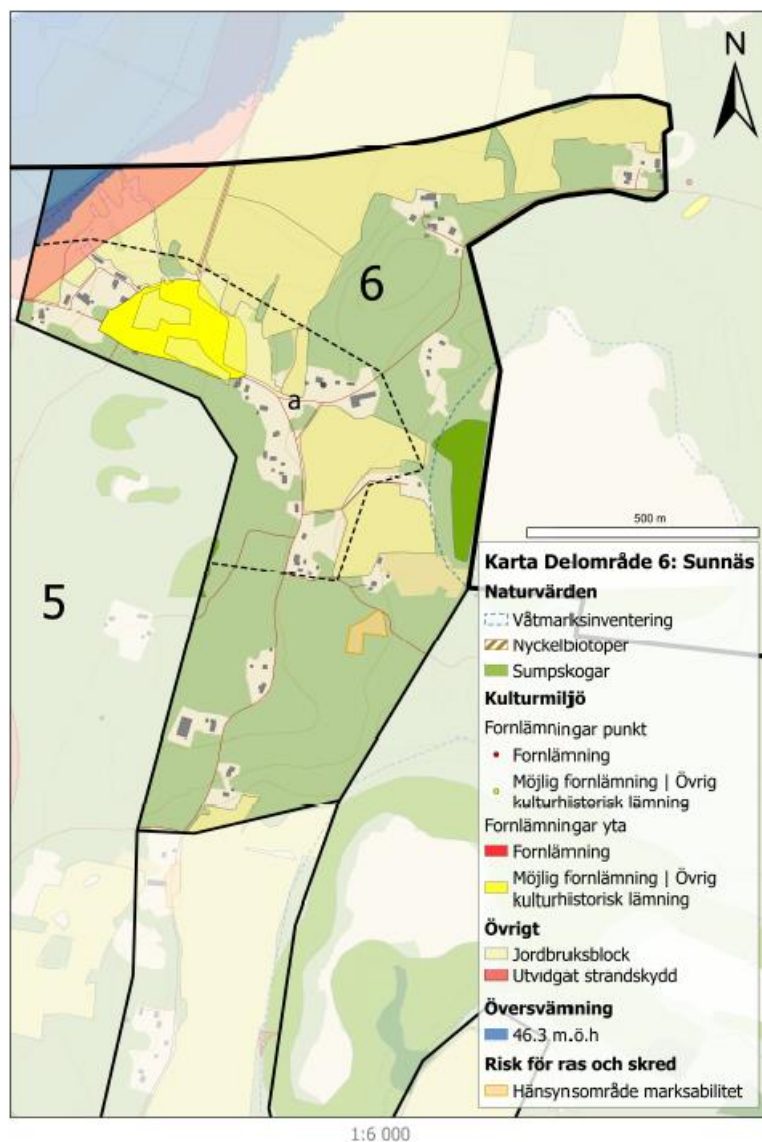 N
6
a
5
500 m
Karta Delområde 6: Sunnäs
Naturvärden
Våtmarksinventering
Nyckelbiotoper
Sumpskogar
Kulturmiljö
Fornlämningar punkt
Fornlämning
Möjlig fornlämning | Övrig
kulturhistorisk lämning
Fornlämningar yta
Fornlämning
Möjlig fornlämning | Övrig
kulturhistorisk lämning
Övrigt
Jordbruksblock
Utvidgat strandskydd
Översvämning
46.3 m.ö.h
Risk för ras och skred
Hänsynsområde marksabilitet
1:6 000